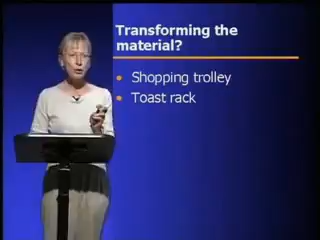 Transforming the
material?
• Shopping trolley
• Toast rack